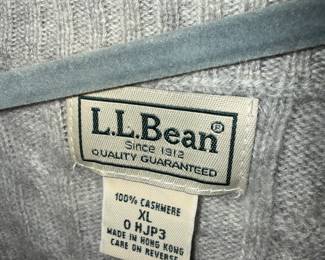 L.L.Bean®
Since 1912
QUALITY GUARANTEED
100% CASHMERE
XL
0 HJP3
MADE IN HONG KONG
CARE ON REVERSE